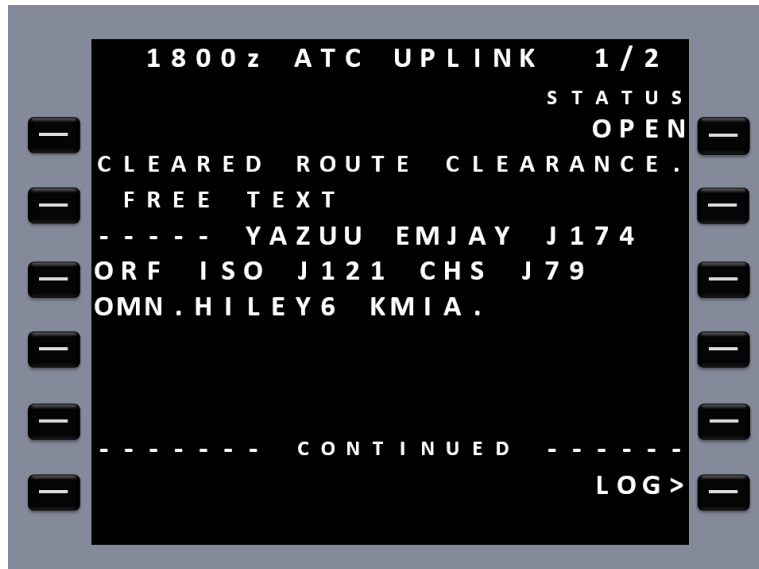 1800z ATC UPLINK 1/2
STATUS
OPEN
CLEARED ROUTE CLEARANCE.
FREE TEXT
----- YAZUU EMJAY J174
ORF ISO J121 CHS J79
OMN.HILEY6 KMIA.
------- CONTINUED ------
LOG>